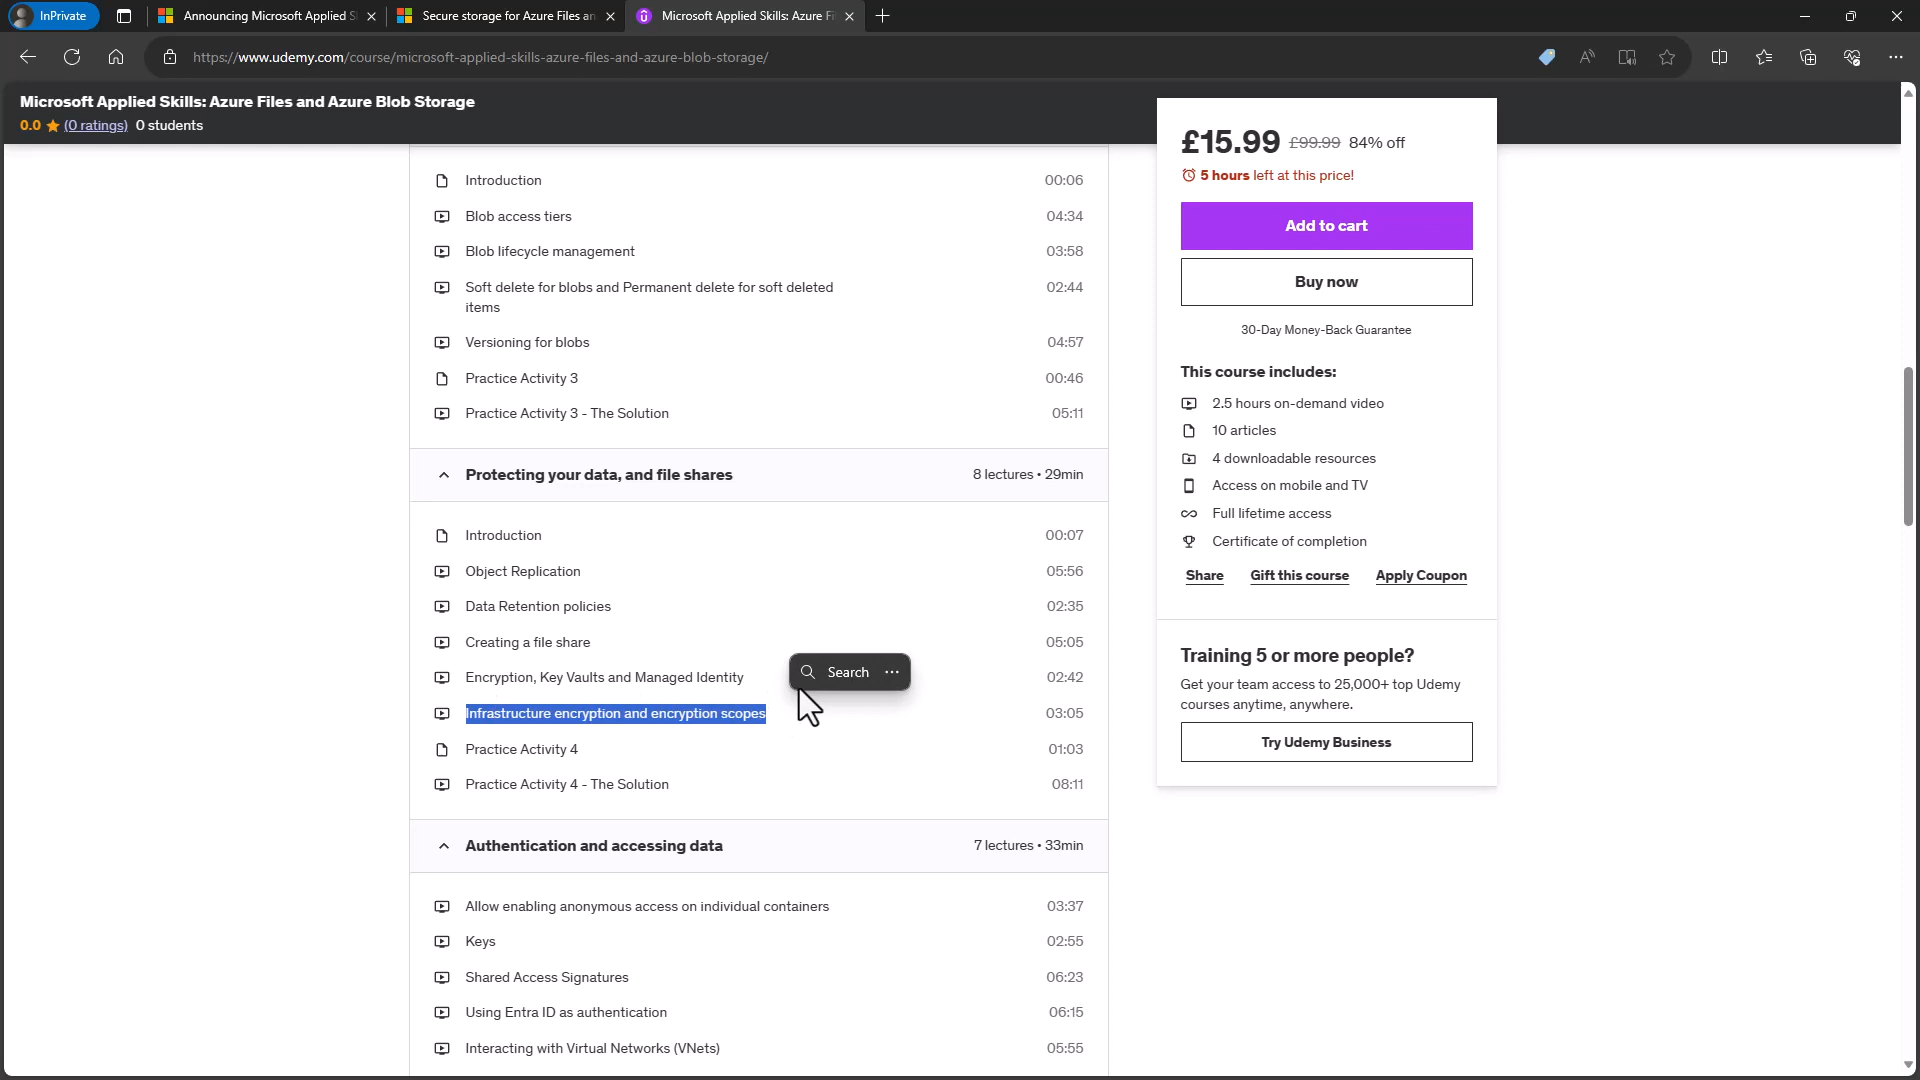 InPrivate
Announcing Microsoft Applied S
Secure storage for Azure Files an
Microsoft Applied Skills: Azure Fi
https://www.udemy.com/course/microsoft-applied-skills-azure-files-and-azure-blob-storage/
Microsoft Applied Skills: Azure Files and Azure Blob Storage
0.0 ★ (0 ratings) 0 students
Introduction 00:06
Blob access tiers 04:34
Blob lifecycle management 03:58
Soft delete for blobs and Permanent delete for soft deleted 02:44
items
Versioning for blobs 04:57
Practice Activity 3 00:46
Practice Activity 3 - The Solution 05:11
Protecting your data, and file shares 8 lectures • 29min
Introduction 00:07
Object Replication 05:56
Data Retention policies 02:35
Creating a file share 05:05
Encryption, Key Vaults and Managed Identity 02:42
Search ···
Infrastructure encryption and encryption scopes 03:05
Practice Activity 4 01:03
Practice Activity 4 - The Solution 08:11
Authentication and accessing data 7 lectures • 33min
Allow enabling anonymous access on individual containers 03:37
Keys 02:55
Shared Access Signatures 06:23
Using Entra ID as authentication 06:15
Interacting with Virtual Networks (VNets) 05:55
£15.99 £99.99 84% off
5 hours left at this price!
Add to cart
Buy now
30-Day Money-Back Guarantee
This course includes:
2.5 hours on-demand video
10 articles
4 downloadable resources
Access on mobile and TV
Full lifetime access
Certificate of completion
Share Gift this course Apply Coupon
Training 5 or more people?
Get your team access to 25,000+ top Udemy
courses anytime, anywhere.
Try Udemy Business